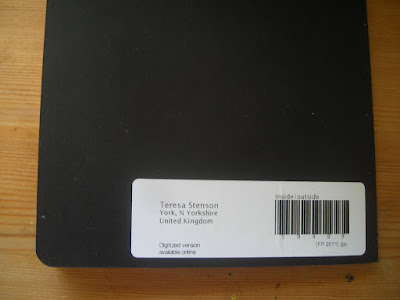 Teresa Stenson
York, N Yorkshire
United Kingdom
Digitized version
available online
inside/outside